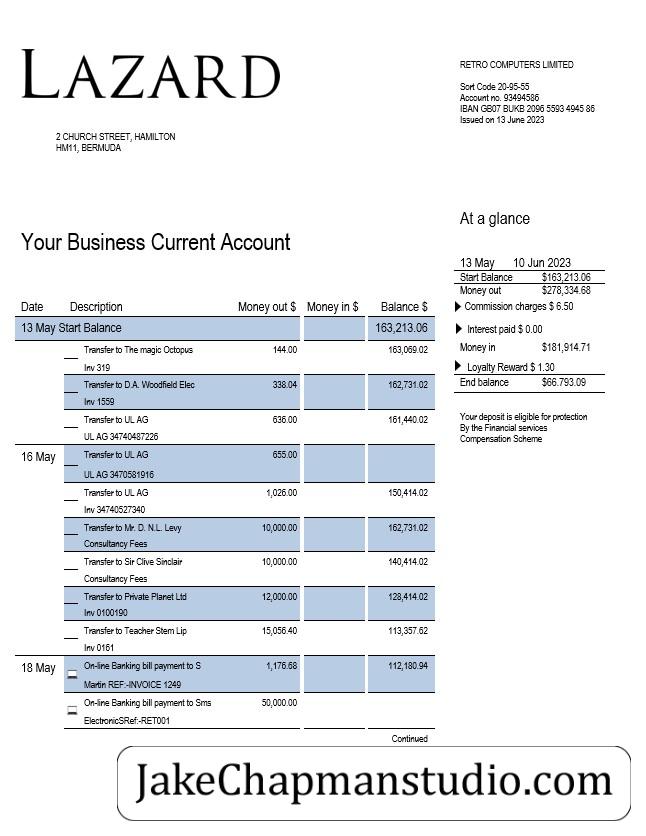 LAZARD
RETRO COMPUTERS LIMITED
Sort Code 20-95-55
Account no. 93494586
IBAN GB07 BUKB 2096 5593 4945 86
Issued on 13 June 2023
2 CHURCH STREET, HAMILTON
HM11, BERMUDA
At a glance
Your Business Current Account
13 May 10 Jun 2023
Start Balance $163,213.06
Money out $278,334.68
Commission charges $ 6.50
Interest paid $ 0.00
Money in $181,914.71
Loyalty Reward $ 1.30
End balance $66.793.09
Your deposit is eligible for protection
By the Financial services
Compensation Scheme
Date Description Money out $ Money in $ Balance $
13 May Start Balance 163,213.06
Transfer to The magic Octopus 144.00 163,069.02
Inv 319
Transfer to D.A. Woodfield Elec 338.04 162,731.02
Inv 1559
Transfer to UL AG 636.00 161,440.02
UL AG 34740487226
16 May Transfer to UL AG 655.00
UL AG 3470581916
Transfer to UL AG 1,026.00 150,414.02
Inv 34740527340
Transfer to Mr. D. N.L. Levy 10,000.00 162,731.02
Consultancy Fees
Transfer to Sir Clive Sinclair 10,000.00 140,414.02
Consultancy Fees
Transfer to Private Planet Ltd 12,000.00 128,414.02
Inv 0100190
Transfer to Teacher Stem Lip 15,056.40 113,357.62
Inv 0161
18 May On-line Banking bill payment to S 1,176.68 112,180.94
Martin REF:-INVOICE 1249
On-line Banking bill payment to Sms 50,000.00
ElectronicSRef:-RET001
Continued
JakeChapmanstudio.com